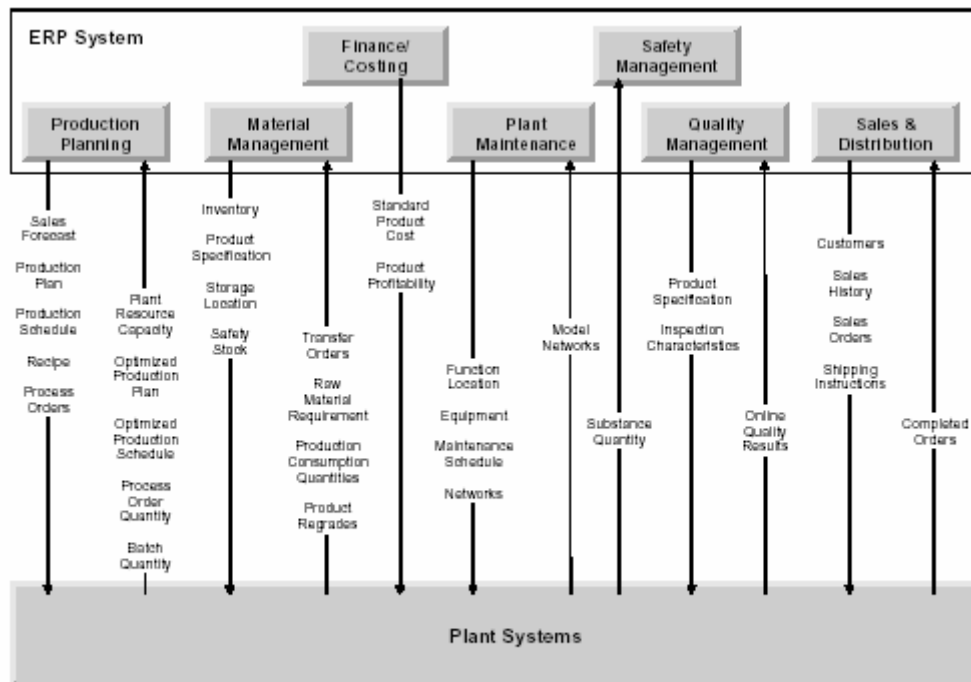 ERP System
Finance/
Costing
Safety
Management
Production
Planning
Material
Management
Plant
Maintenance
Quality
Management
Sales &
Distribution
Sales
Forecast
Production
Plan
Production
Schedule
Recipe
Process
Orders
Plant
Resource
Capacity
Optimized
Production
Plan
Optimized
Production
Schedule
Process
Order
Quantity
Batch
Quantity
Inventory
Product
Specification
Storage
Location
Safety
Stock
Transfer
Orders
Raw
Material
Requirement
Production
Consumption
Quantities
Product
Regrades
Standard
Product
Cost
Product
Profitability
Function
Location
Equipment
Maintenance
Schedule
Networks
Model
Networks
Substance
Quantity
Product
Specification
Inspection
Characteristics
Online
Quality
Results
Customers
Sales
History
Sales
Orders
Shipping
Instructions
Completed
Orders
Plant Systems